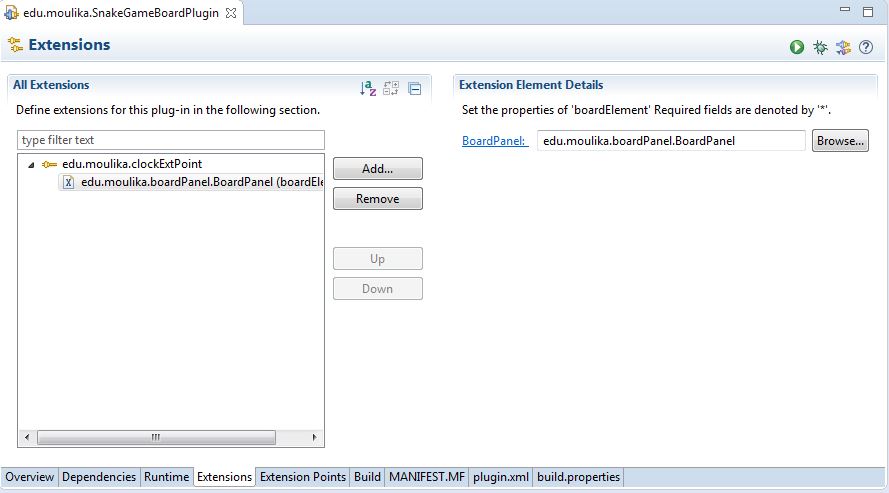 edu.moulika.SnakeGameBoardPlugin
Extensions
All Extensions
Define extensions for this plug-in in the following section.
type filter text
edu.moulika.clockExtPoint
edu.moulika.boardPanel.BoardPanel (boardEle
Add...
Remove
Up
Down
Extension Element Details
Set the properties of 'boardElement' Required fields are denoted by '*'.
BoardPanel: edu.moulika.boardPanel.BoardPanel Browse...
Overview Dependencies Runtime Extensions Extension Points Build MANIFEST.MF plugin.xml build.properties